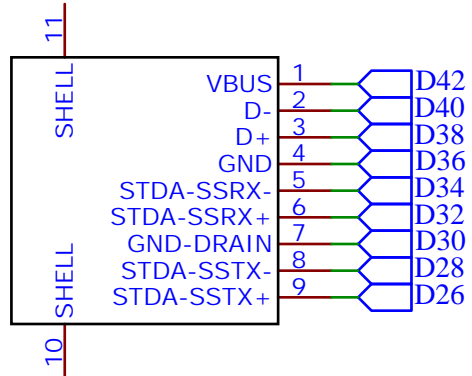 11
SHELL
VBUS 1 D42
D- 2 D40
D+ 3 D38
GND 4 D36
STDA-SSRX- 5 D34
STDA-SSRX+ 6 D32
GND-DRAIN 7 D30
STDA-SSTX- 8 D28
STDA-SSTX+ 9 D26
SHELL
10